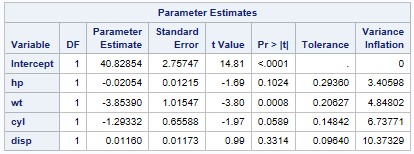 Parameter Estimates
Variable DF Parameter Estimate Standard Error t Value Pr > |t| Tolerance Variance Inflation
Intercept 1 40.82854 2.75747 14.81 <.0001 . 0
hp 1 -0.02054 0.01215 -1.69 0.1024 0.29360 3.40598
wt 1 -3.85390 1.01547 -3.80 0.0008 0.20627 4.84802
cyl 1 -1.29332 0.65588 -1.97 0.0589 0.14842 6.73771
disp 1 0.01160 0.01173 0.99 0.3314 0.09640 10.37329